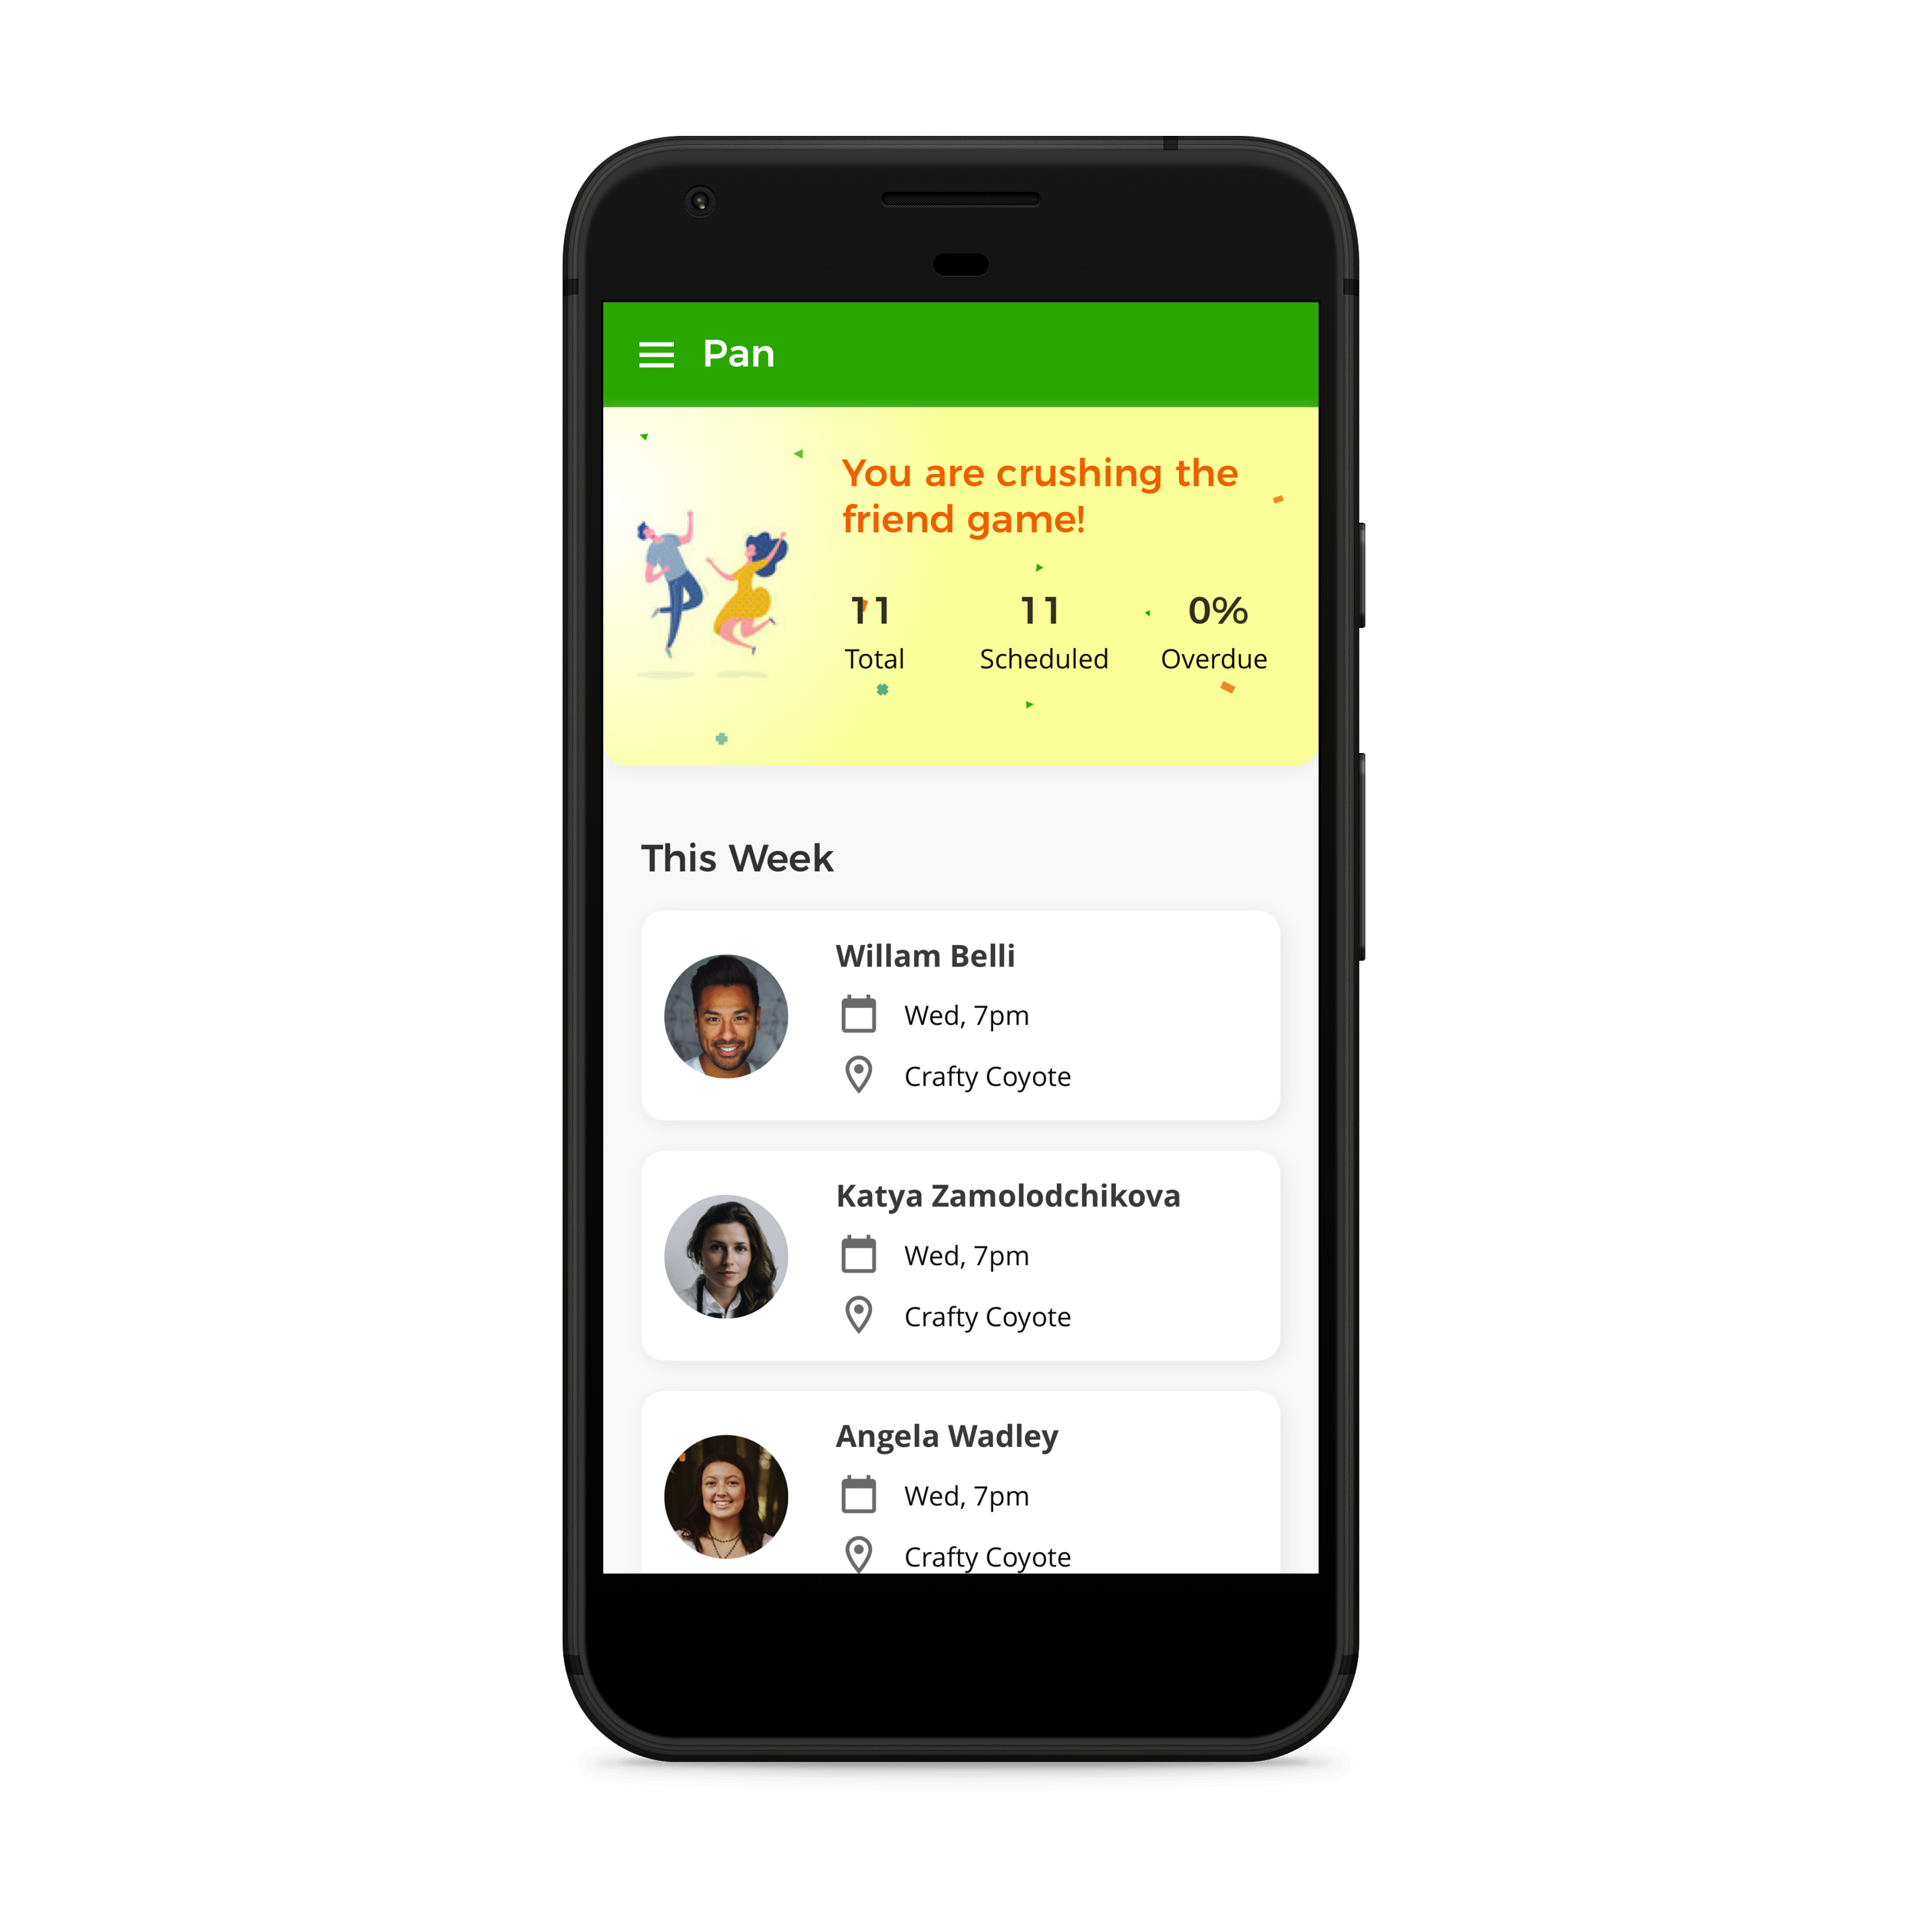 Pan
You are crushing the
friend game!
11 11 0%
Total Scheduled Overdue
This Week
Willam Belli
Wed, 7pm
Crafty Coyote
Katya Zamolodchikova
Wed, 7pm
Crafty Coyote
Angela Wadley
Wed, 7pm
Crafty Coyote